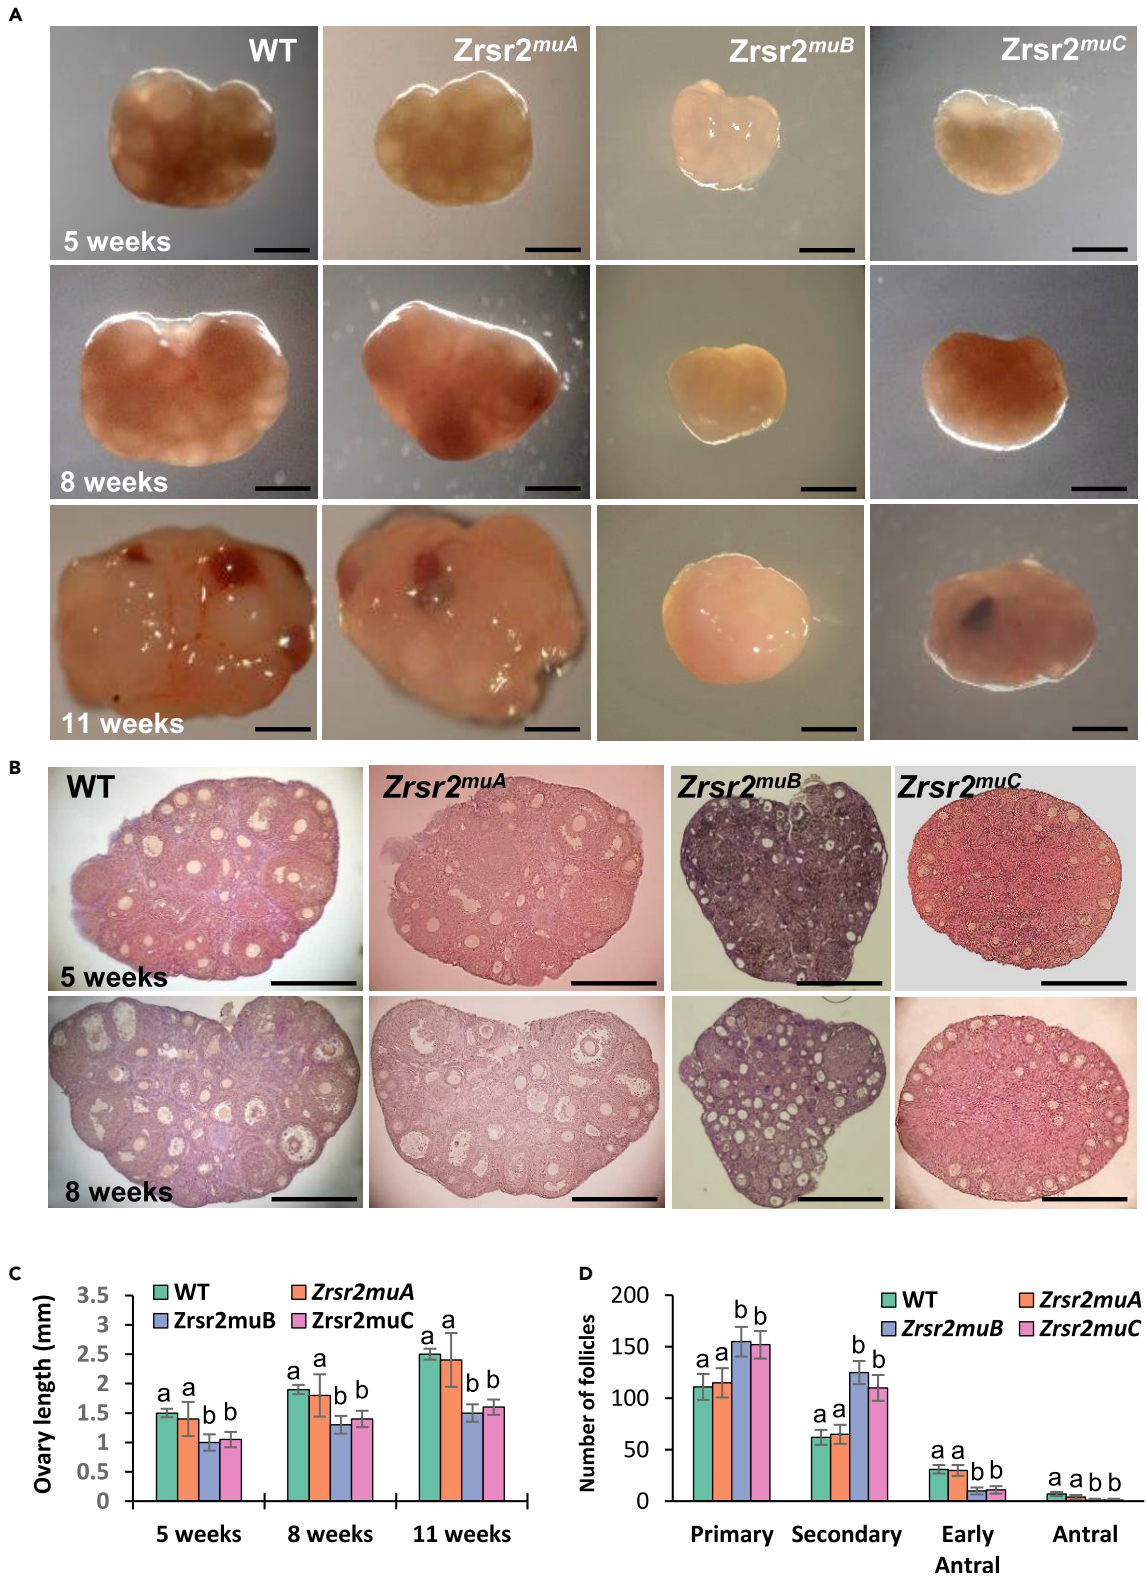 A
WT Zrsr2muA Zrsr2muB Zrsr2muC
5 weeks
8 weeks
11 weeks
B
WT Zrsr2muA Zrsr2muB Zrsr2muC
5 weeks
8 weeks
C
WT Zrsr2muA
Zrsr2muB Zrsr2muC
Ovary length (mm)
3.5
3
2.5
2
1.5
1
0.5
0
a a b b a a b b a a b b
5 weeks 8 weeks 11 weeks
D
WT Zrsr2muA
Zrsr2muB Zrsr2muC
Number of follicles
200
150
100
50
0
a a b b a a b b a a b b a a b b
Primary Secondary Early Antral
Antral